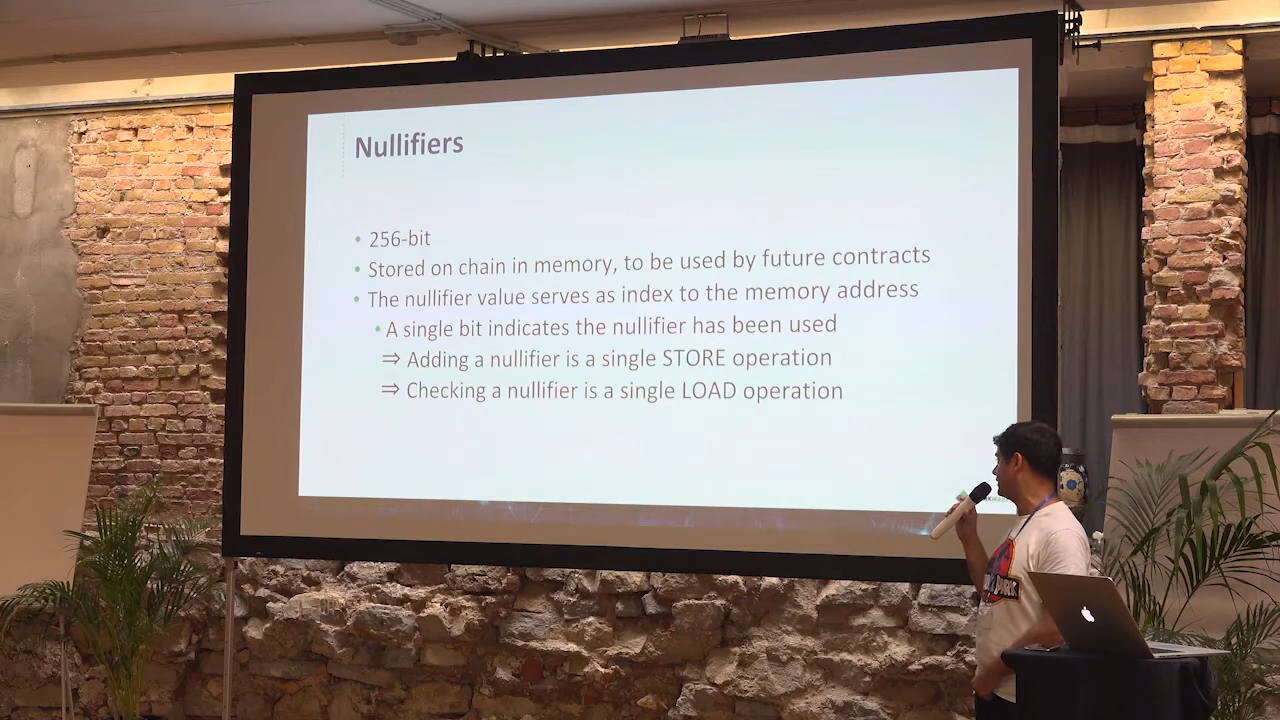 Nullifiers
• 256-bit
• Stored on chain in memory, to be used by future contracts
• The nullifier value serves as index to the memory address
• A single bit indicates the nullifier has been used
⇒ Adding a nullifier is a single STORE operation
⇒ Checking a nullifier is a single LOAD operation